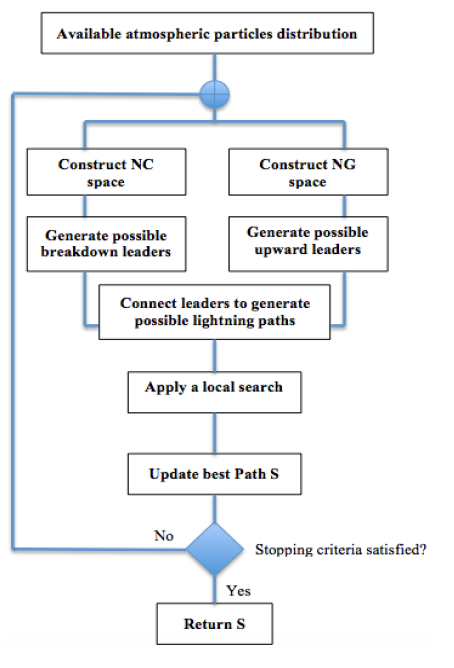 Available atmospheric particles distribution
Construct NC
space
Construct NG
space
Generate possible
breakdown leaders
Generate possible
upward leaders
Connect leaders to generate
possible lightning paths
Apply a local search
Update best Path S
No
Stopping criteria satisfied?
Yes
Return S